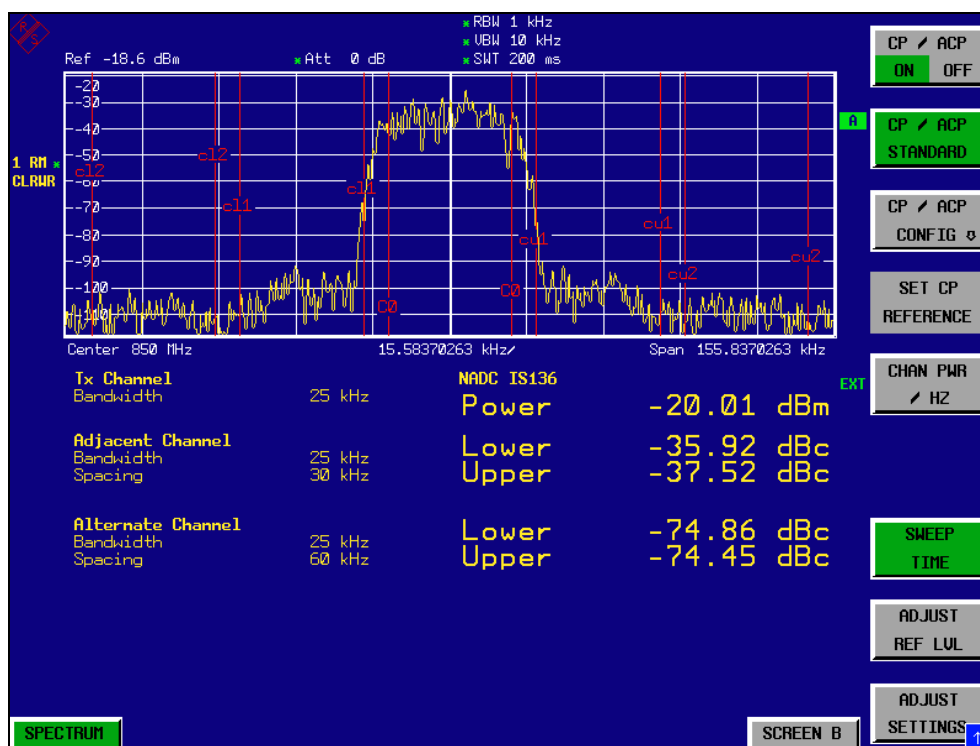 R S
* RBW 1 kHz
* VBW 10 kHz
Ref -18.6 dBm * Att 0 dB * SWT 200 ms
-20
-30
-40
-50
-60
-70
-80
-90
-100
-110
1 RM *
CLRWR
A
cl2
cl2
cl1
cl1
C0
C0
cu1
cu1
cu2
cu2
Center 850 MHz 15.58370263 kHz/ Span 155.8370263 kHz
Tx Channel NADC IS136
Bandwidth 25 kHz Power -20.01 dBm
EXT
Adjacent Channel Lower -35.92 dBc
Bandwidth 25 kHz
Spacing 30 kHz Upper -37.52 dBc
Alternate Channel Lower -74.86 dBc
Bandwidth 25 kHz
Spacing 60 kHz Upper -74.45 dBc
CP / ACP
ON OFF
CP / ACP
STANDARD
CP / ACP
CONFIG
SET CP
REFERENCE
CHAN PWR
/ HZ
SWEEP
TIME
ADJUST
REF LVL
ADJUST
SETTINGS
SPECTRUM
SCREEN B